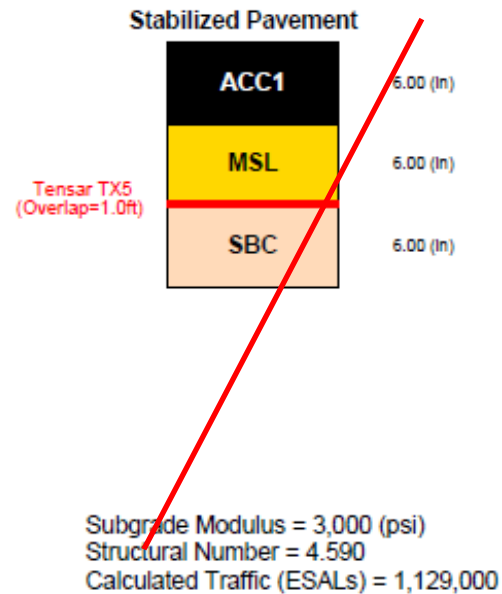 Stabilized Pavement
ACC1
6.00 (in)
MSL
6.00 (in)
Tensar TX5
(Overlap=1.0ft)
SBC
6.00 (in)
Subgrade Modulus = 3,000 (psi)
Structural Number = 4.590
Calculated Traffic (ESALs) = 1,129,000